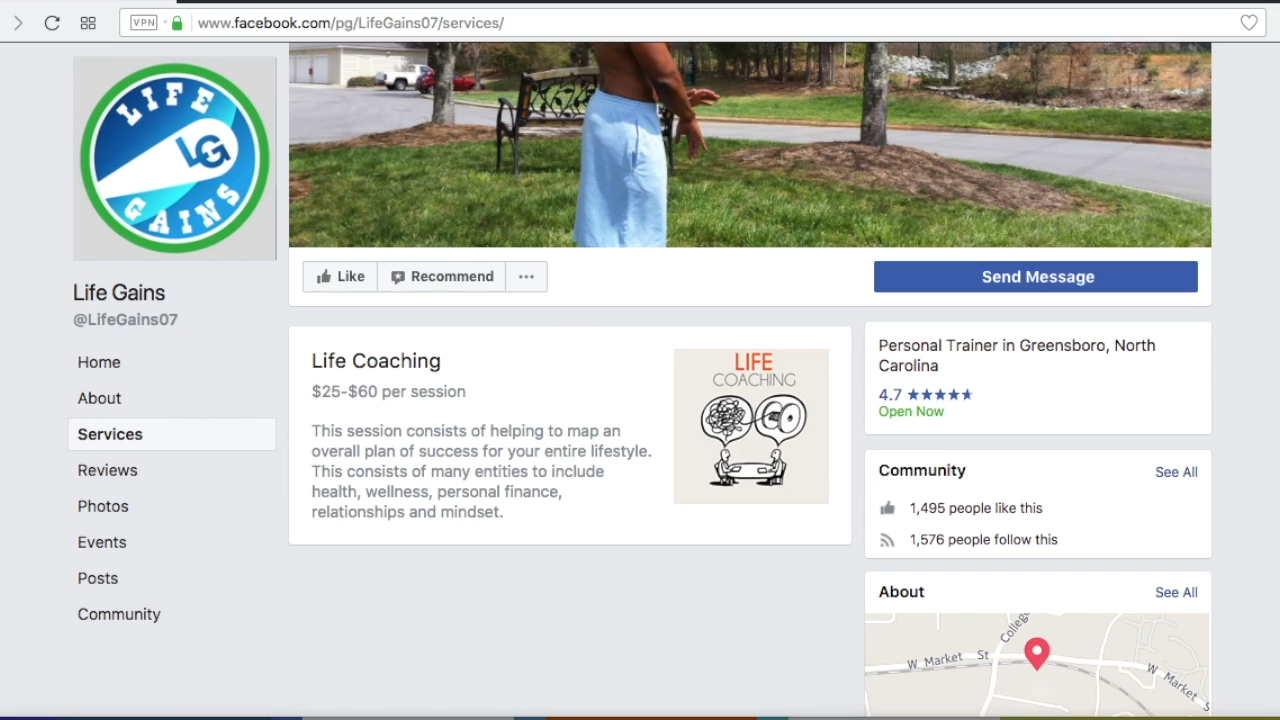 VPN
www.facebook.com/pg/LifeGains07/services/
LIFE
LG
GAINS
Life Gains
@LifeGains07
Home
About
Services
Reviews
Photos
Events
Posts
Community
Like
Recommend
Send Message
Life Coaching
$25-$60 per session
This session consists of helping to map an
overall plan of success for your entire lifestyle.
This consists of many entities to include
health, wellness, personal finance,
relationships and mindset.
LIFE
COACHING
Personal Trainer in Greensboro, North
Carolina
4.7
Open Now
Community
See All
1,495 people like this
1,576 people follow this
About
See All
College
W Market St
W Market S